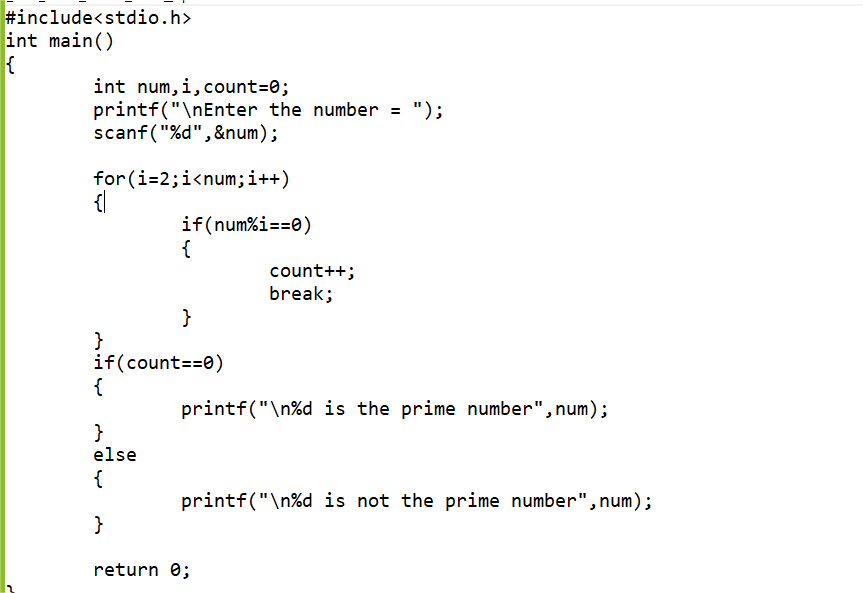 #include<stdio.h>
int main()
{
int num,i,count=0;
printf("\nEnter the number = ");
scanf("%d",&num);
for(i=2;i<num;i++)
{
if(num%i==0)
{
count++;
break;
}
}
if(count==0)
{
printf("\n%d is the prime number",num);
}
else
{
printf("\n%d is not the prime number",num);
}
return 0;
}